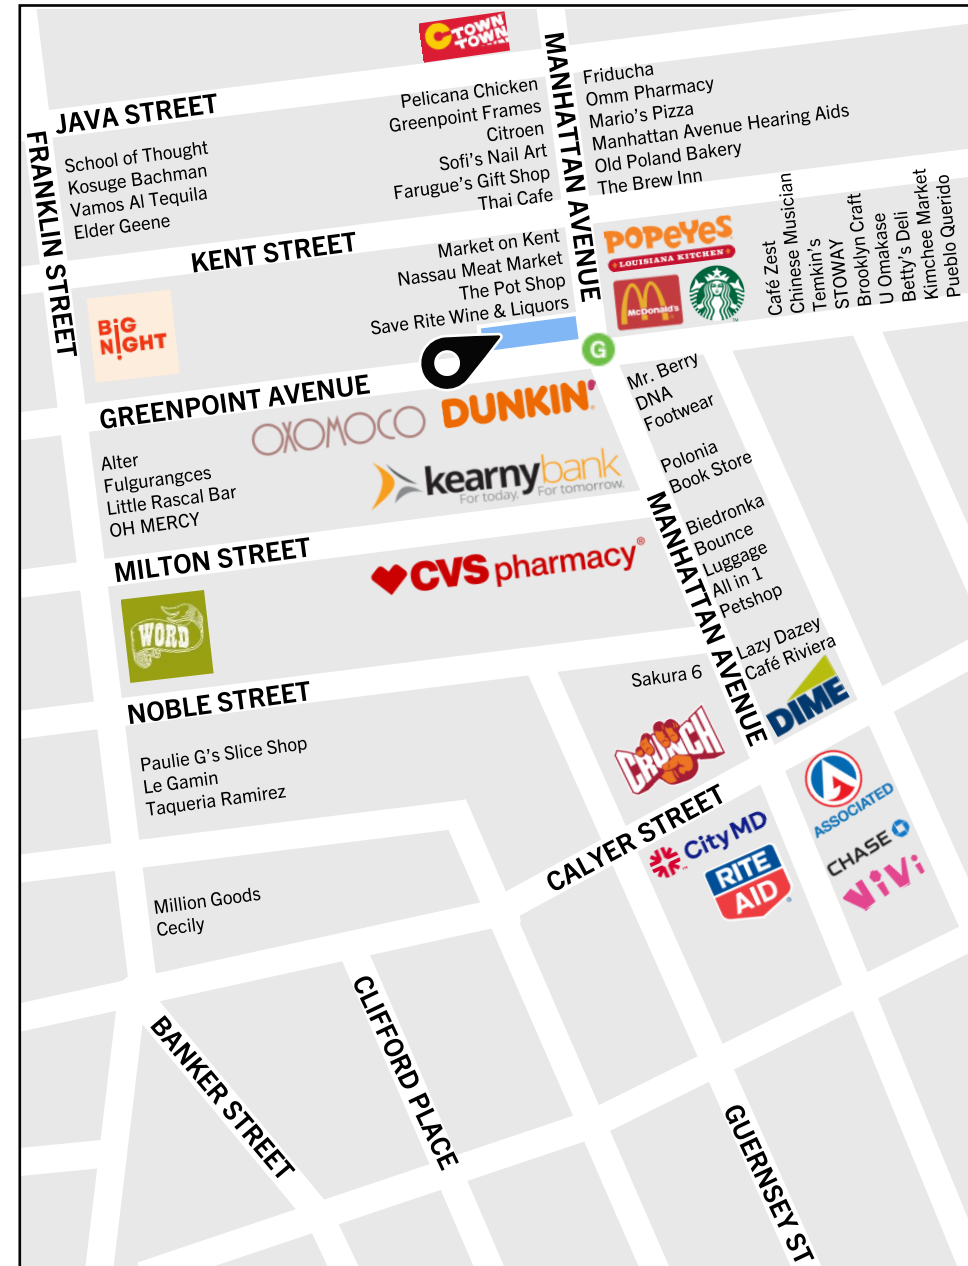 C TOWN
TOWN
MANHATTAN AVENUE
JAVA STREET
FRANKLIN STREET
School of Thought
Kosuge Bachman
Vamos Al Tequila
Elder Geene
Pelicana Chicken
Greenpoint Frames
Citroen
Sofi's Nail Art
Farugue's Gift Shop
Thai Cafe
Friducha
Omm Pharmacy
Mario's Pizza
Manhattan Avenue Hearing Aids
Old Poland Bakery
The Brew Inn
KENT STREET
Market on Kent
Nassau Meat Market
The Pot Shop
Save Rite Wine & Liquors
POPEYES
LOUISIANA KITCHEN
McDonald's
Café Zest
Chinese Musician
Temkin's
STOWAY
Brooklyn Craft
U Omakase
Betty's Deli
Kimchee Market
Pueblo Querido
BiG
NiGHT
G
GREENPOINT AVENUE
OXOMOCO
DUNKIN'
kearnybank
For today. For tomorrow.
Alter
Fulgurangces
Little Rascal Bar
OH MERCY
Mr. Berry
DNA
Footwear
Polonia
Book Store
Biedronka
Bounce
Luggage
All in 1
Petshop
Lazy Dazey
Café Riviera
DIME
MANHATTAN AVENUE
MILTON STREET
CVS pharmacy®
WORD
NOBLE STREET
Sakura 6
CRUNCH
Paulie G's Slice Shop
Le Gamin
Taqueria Ramirez
CALYER STREET
CityMD
RITE
AID
A
ASSOCIATED
CHASE
ViVi
Million Goods
Cecily
BANKER STREET
CLIFFORD PLACE
GUERNSEY ST